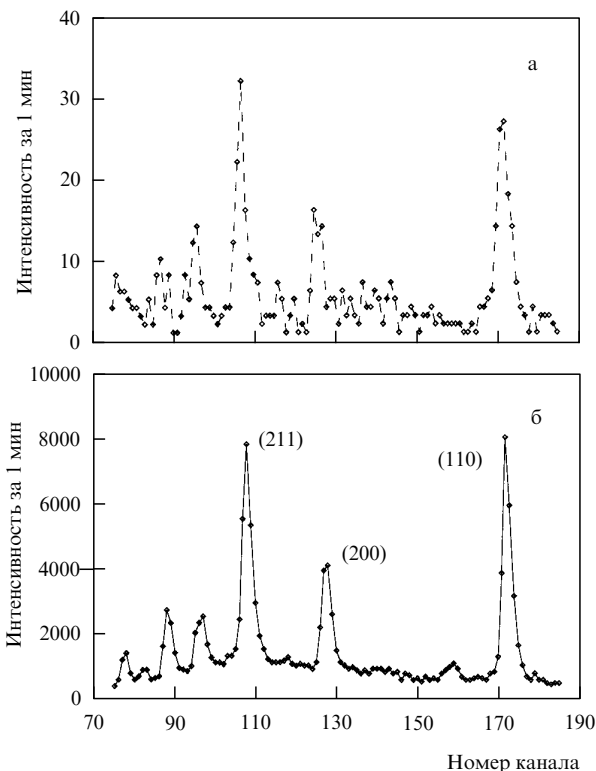 40
а
30
20
10
0
Интенсивность за 1 мин
10000
б
8000
(211)
(110)
6000
(200)
4000
2000
0
Интенсивность за 1 мин
70 90 110 130 150 170 190
Номер канала